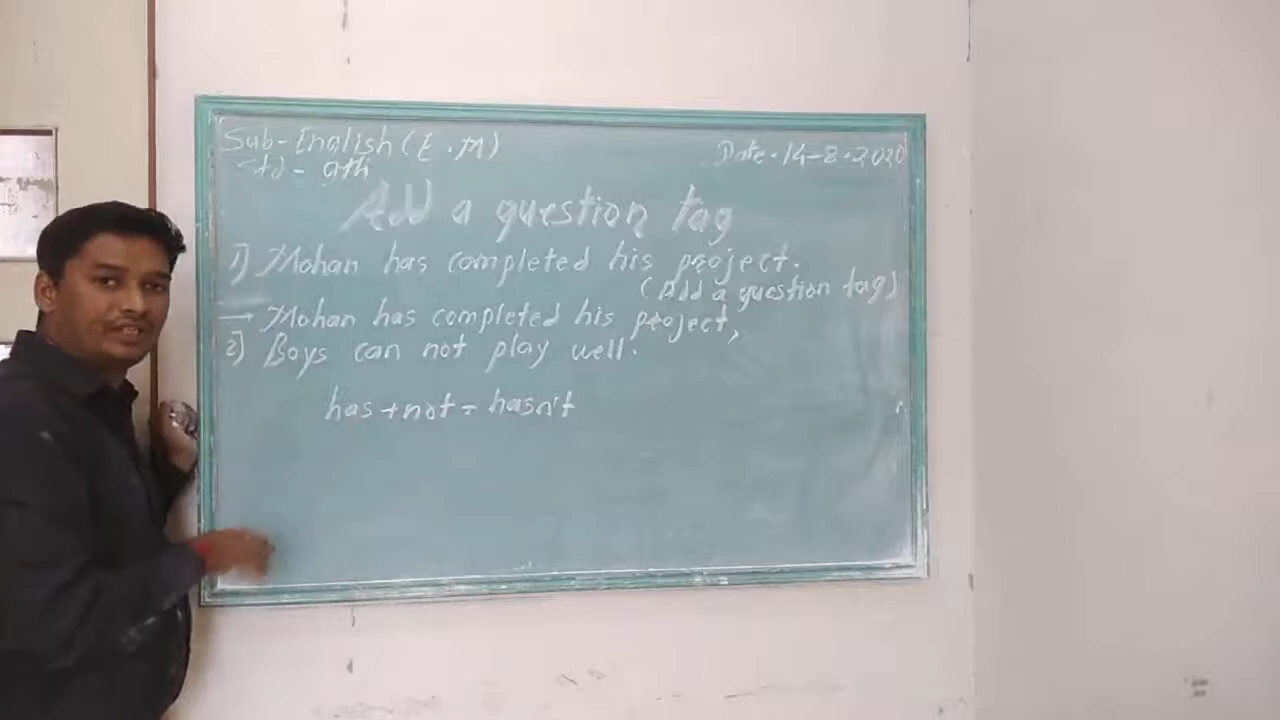 Sub-English (E.M)
Date-14-8-2020
Std - 9th
Add a question tag
1) Mohan has completed his project.
(Add a question tag)
→ Mohan has completed his project,
2) Boys can not play well.
has + not = hasn't